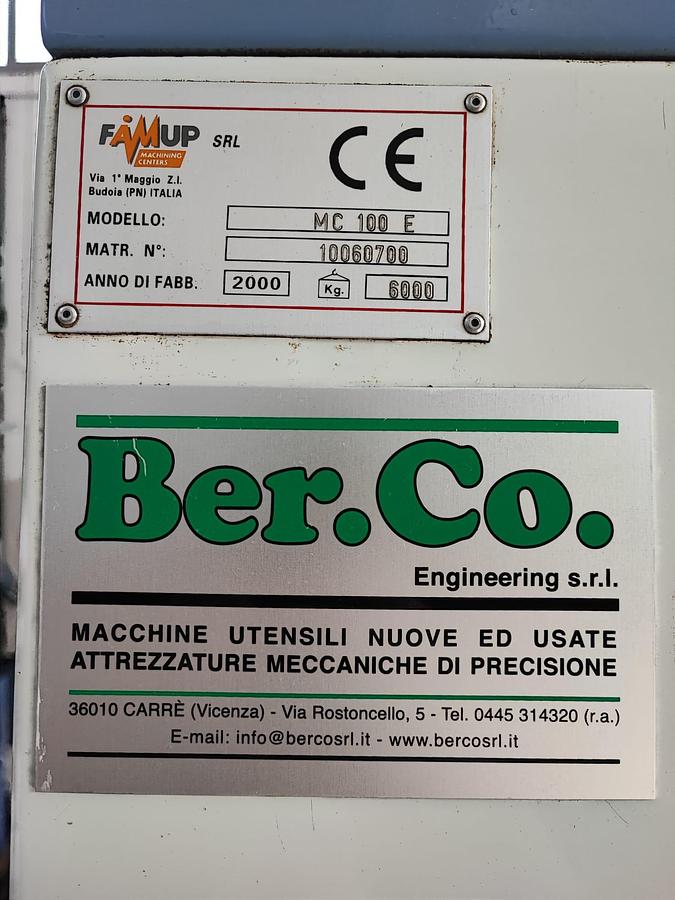 FAMUP SRL
MACHINING
CENTERS
CE
Via 1° Maggio Z.I.
Budoia (PN) ITALIA
MODELLO: MC 100 E
MATR. N°: 10060700
ANNO DI FABB. 2000 Kg. 6000
Ber.Co.
Engineering s.r.l.
MACCHINE UTENSILI NUOVE ED USATE
ATTREZZATURE MECCANICHE DI PRECISIONE
36010 CARRÈ (Vicenza) - Via Rostoncello, 5 - Tel. 0445 314320 (r.a.)
E-mail: info@bercosrl.it - www.bercosrl.it